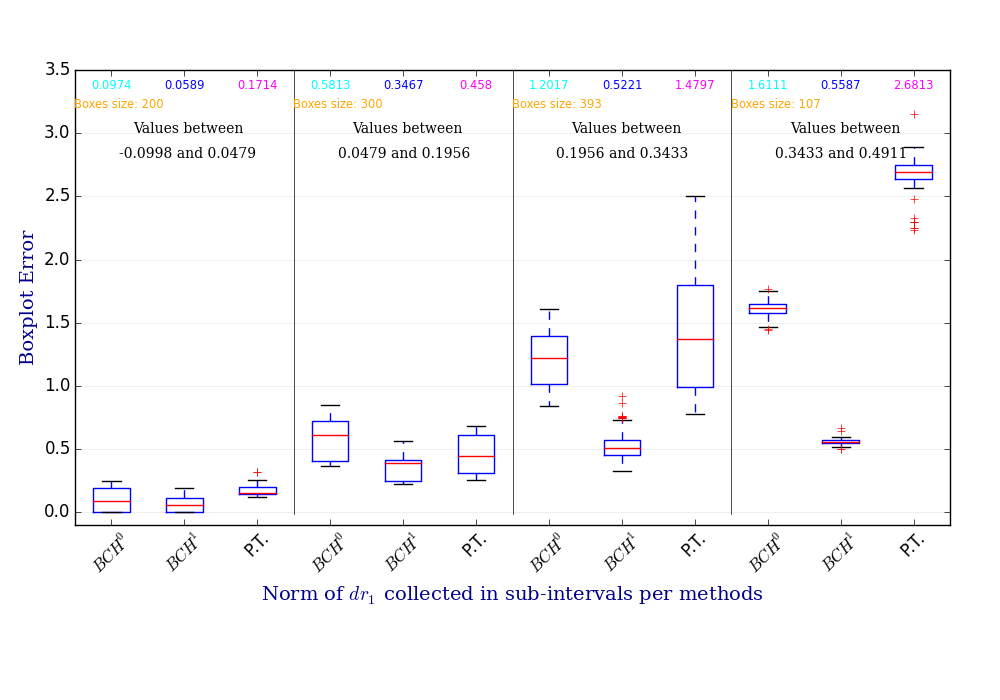 3.5
3.0
2.5
2.0
1.5
1.0
0.5
0.0
Boxplot Error
0.0974 0.0589 0.1714 0.5813 0.3467 0.458 1.2017 0.5221 1.4797 1.6111 0.5587 2.6813
Boxes size: 200 Boxes size: 300 Boxes size: 393 Boxes size: 107
Values between Values between Values between Values between
-0.0998 and 0.0479 0.0479 and 0.1956 0.1956 and 0.3433 0.3433 and 0.4911
BCH⁰ BCH¹ P.T. BCH⁰ BCH¹ P.T. BCH⁰ BCH¹ P.T. BCH⁰ BCH¹ P.T.
Norm of dr₁ collected in sub-intervals per methods